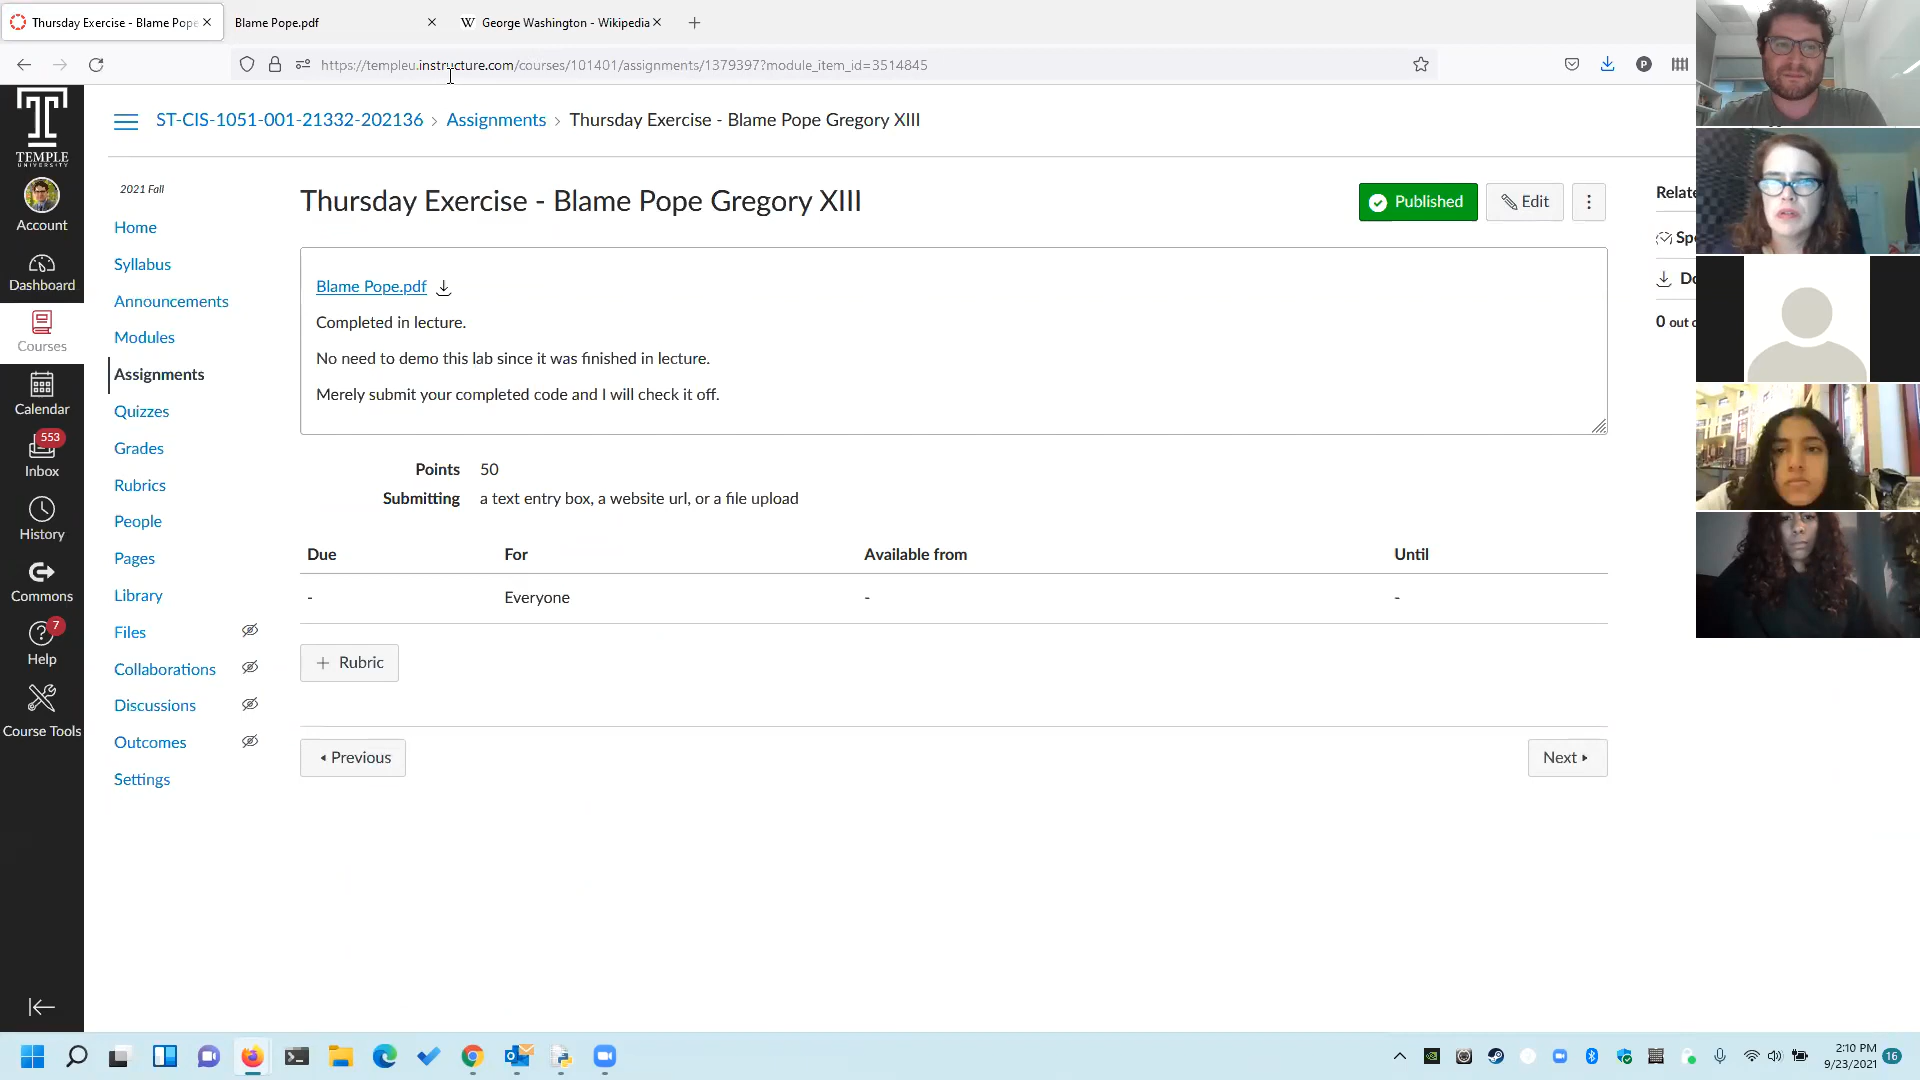 Thursday Exercise - Blame Pope
Blame Pope.pdf
George Washington - Wikipedia
https://templeu.instructure.com/courses/101401/assignments/1379397?module_item_id=3514845
TEMPLE
UNIVERSITY
Account
Dashboard
Courses
Calendar
553
Inbox
History
Commons
7
Help
Course Tools
ST-CIS-1051-001-21332-202136 › Assignments › Thursday Exercise - Blame Pope Gregory XIII
2021 Fall
Home
Syllabus
Announcements
Modules
Assignments
Quizzes
Grades
Rubrics
People
Pages
Library
Files
Collaborations
Discussions
Outcomes
Settings
Thursday Exercise - Blame Pope Gregory XIII
Published
Edit
Blame Pope.pdf
Completed in lecture.
No need to demo this lab since it was finished in lecture.
Merely submit your completed code and I will check it off.
Points 50
Submitting a text entry box, a website url, or a file upload
Due For Available from Until
- Everyone - -
+ Rubric
Previous
Next
Relate
Spe
Do
0 out o
2:10 PM
9/23/2021
16